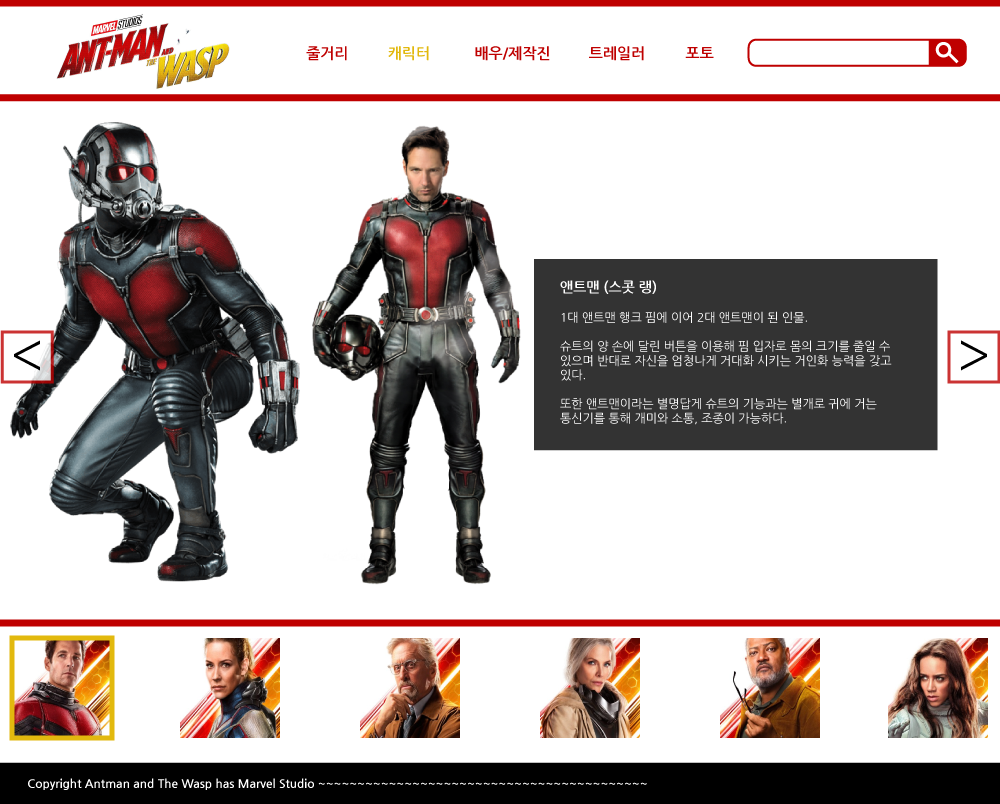 MARVEL STUDIOS
ANT-MAN AND
THE WASP
줄거리 캐릭터 배우/제작진 트레일러 포토
앤트맨 (스콧 랭)
1대 앤트맨 행크 핌에 이어 2대 앤트맨이 된 인물.
슈트의 양 손에 달린 버튼을 이용해 핌 입자로 몸의 크기를 줄일 수
있으며 반대로 자신을 엄청나게 거대화 시키는 거인화 능력을 갖고
있다.
또한 앤트맨이라는 별명답게 슈트의 기능과는 별개로 귀에 거는
통신기를 통해 개미와 소통, 조종이 가능하다.
<
>
Copyright Antman and The Wasp has Marvel Studio ~~~~~~~~~~~~~~~~~~~~~~~~~~~~~~~~~~~~~~~~~~